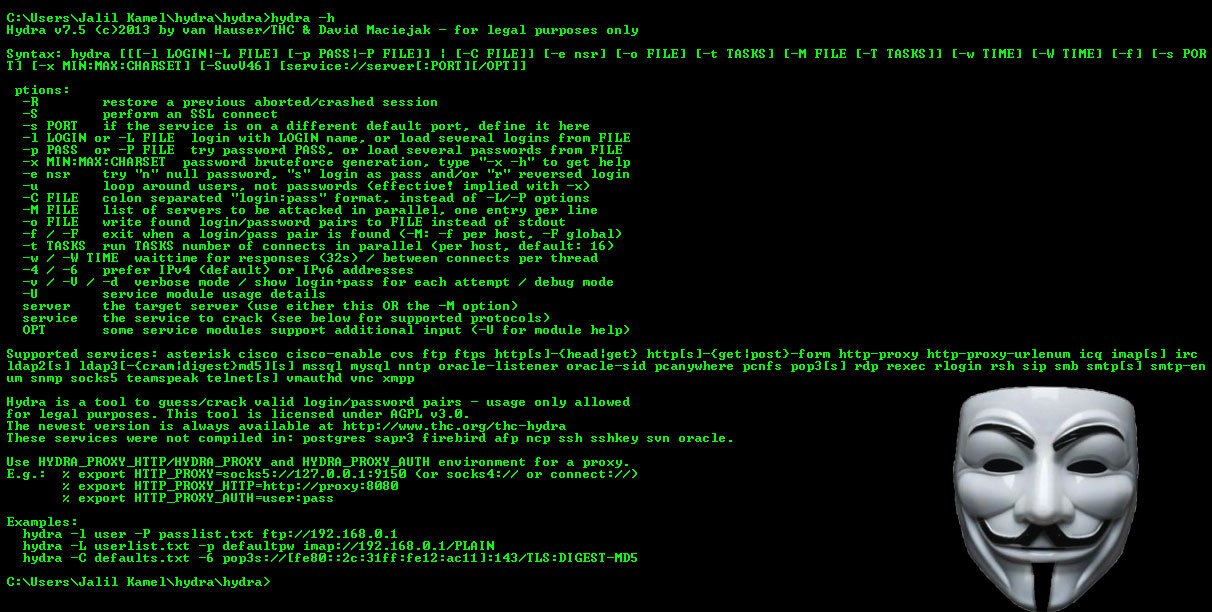 C:\Users\Jalil Kamel\hydra\hydra>hydra -h
Hydra v7.5 (c)2013 by van Hauser/THC & David Maciejak - for legal purposes only
Syntax: hydra [[[-l LOGIN¦-L FILE] [-p PASS¦-P FILE]] ¦ [-C FILE]] [-e nsr] [-o FILE] [-t TASKS] [-M FILE [-T TASKS]] [-w TIME] [-W TIME] [-f] [-s POR
T] [-x MIN:MAX:CHARSET] [-SuvV46] [service://server[:PORT][/OPT]]
ptions:
-R restore a previous aborted/crashed session
-S perform an SSL connect
-s PORT if the service is on a different default port, define it here
-l LOGIN or -L FILE login with LOGIN name, or load several logins from FILE
-p PASS or -P FILE try password PASS, or load several passwords from FILE
-x MIN:MAX:CHARSET password bruteforce generation, type "-x -h" to get help
-e nsr try "n" null password, "s" login as pass and/or "r" reversed login
-u loop around users, not passwords (effective! implied with -x)
-C FILE colon separated "login:pass" format, instead of -L/-P options
-M FILE list of servers to be attacked in parallel, one entry per line
-o FILE write found login/password pairs to FILE instead of stdout
-f / -F exit when a login/pass pair is found (-M: -f per host, -F global)
-t TASKS run TASKS number of connects in parallel (per host, default: 16)
-w / -W TIME waittime for responses (32s) / between connects per thread
-4 / -6 prefer IPv4 (default) or IPv6 addresses
-v / -V / -d verbose mode / show login+pass for each attempt / debug mode
-U service module usage details
server the target server (use either this OR the -M option)
service the service to crack (see below for supported protocols)
OPT some service modules support additional input (-U for module help)
Supported services: asterisk cisco cisco-enable cvs ftp ftps http[s]-{head¦get} http[s]-{get¦post}-form http-proxy http-proxy-urlenum icq imap[s] irc
ldap2[s] ldap3[-{cram¦digest}md5][s] mssql mysql nntp oracle-listener oracle-sid pcanywhere pcnfs pop3[s] rdp rexec rlogin rsh sip smb smtp[s] smtp-en
um snmp socks5 teamspeak telnet[s] vmauthd vnc xmpp
Hydra is a tool to guess/crack valid login/password pairs - usage only allowed
for legal purposes. This tool is licensed under AGPL v3.0.
The newest version is always available at http://www.thc.org/thc-hydra
These services were not compiled in: postgres sapr3 firebird afp ncp ssh sshkey svn oracle.
Use HYDRA_PROXY_HTTP/HYDRA_PROXY and HYDRA_PROXY_AUTH environment for a proxy.
E.g.: % export HTTP_PROXY=socks5://127.0.0.1:9150 (or socks4:// or connect://)
% export HTTP_PROXY_HTTP=http://proxy:8080
% export HTTP_PROXY_AUTH=user:pass
Examples:
hydra -l user -P passlist.txt ftp://192.168.0.1
hydra -L userlist.txt -p defaultpw imap://192.168.0.1/PLAIN
hydra -C defaults.txt -6 pop3s://[fe80::2c:31ff:fe12:ac11]:143/TLS:DIGEST-MD5
C:\Users\Jalil Kamel\hydra\hydra>